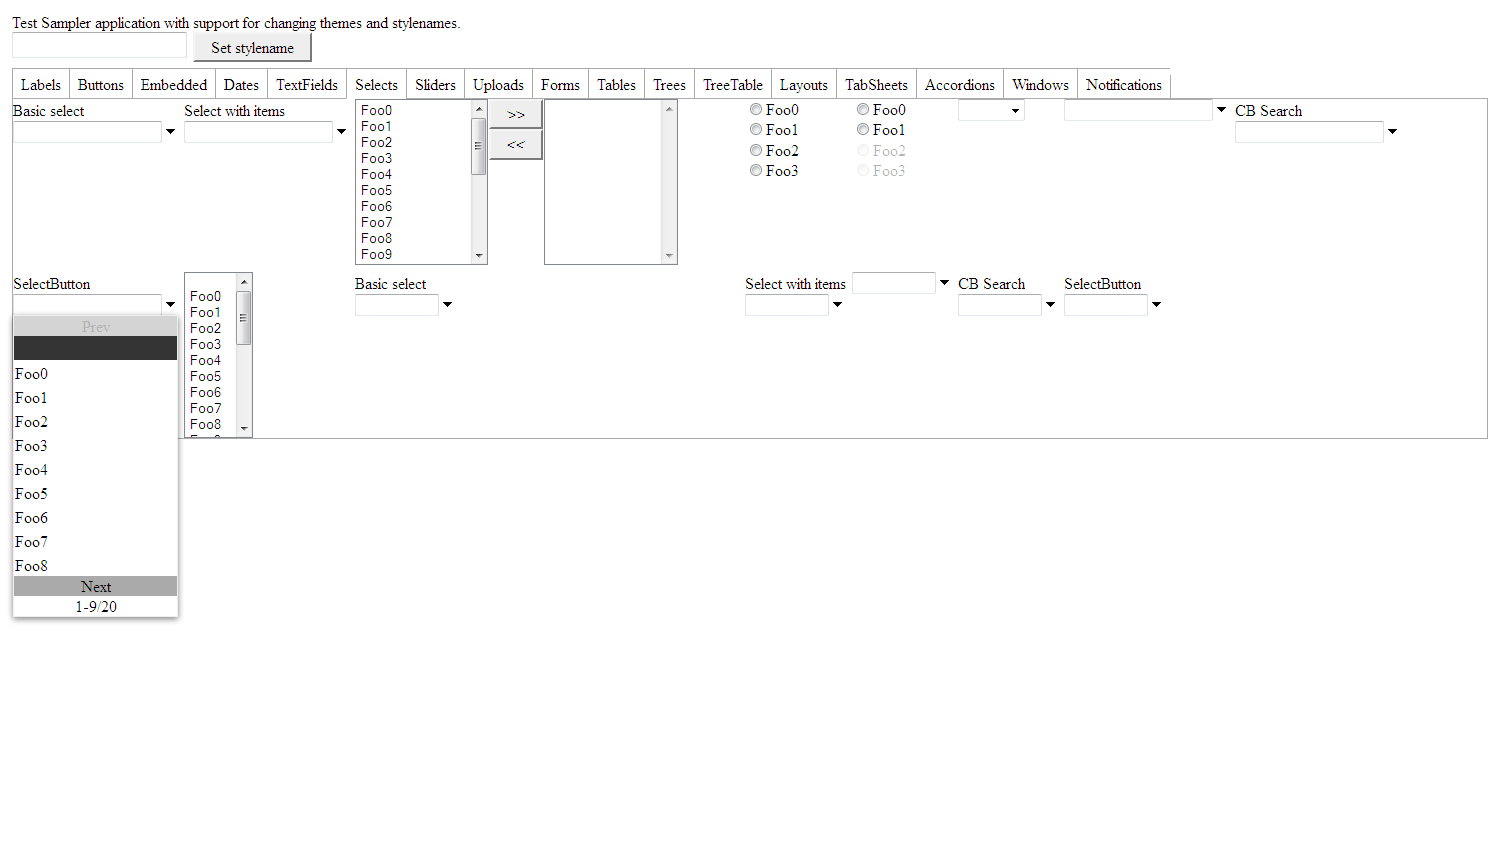 Test Sampler application with support for changing themes and stylenames.
Set stylename
Labels Buttons Embedded Dates TextFields Selects Sliders Uploads Forms Tables Trees TreeTable Layouts TabSheets Accordions Windows Notifications
Basic select
Select with items
Foo0
Foo1
Foo2
Foo3
Foo4
Foo5
Foo6
Foo7
Foo8
Foo9
>>
<<
Foo0
Foo1
Foo2
Foo3
Foo0
Foo1
Foo2
Foo3
CB Search
SelectButton
Prev
Foo0
Foo1
Foo2
Foo3
Foo4
Foo5
Foo6
Foo7
Foo8
Next
1-9/20
Foo0
Foo1
Foo2
Foo3
Foo4
Foo5
Foo6
Foo7
Foo8
Basic select
Select with items
CB Search
SelectButton